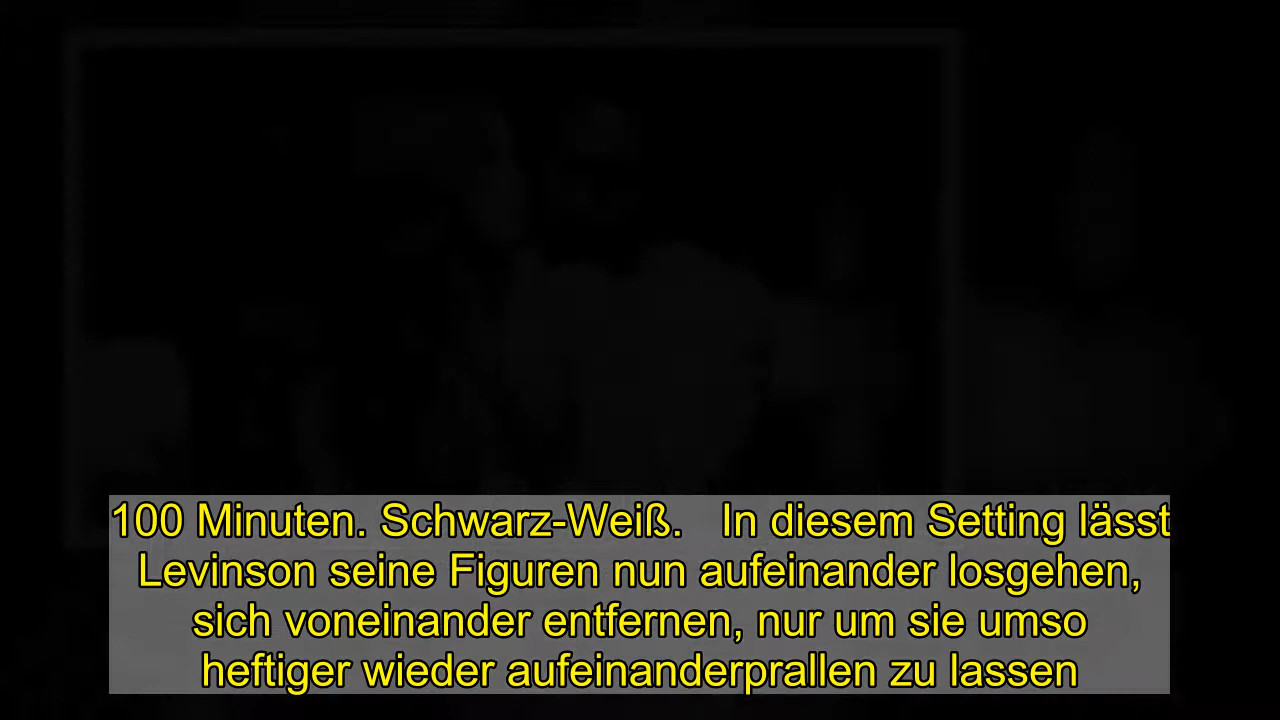 100 Minuten. Schwarz-Weiß.   In diesem Setting lässt
Levinson seine Figuren nun aufeinander losgehen,
sich voneinander entfernen, nur um sie umso
heftiger wieder aufeinanderprallen zu lassen